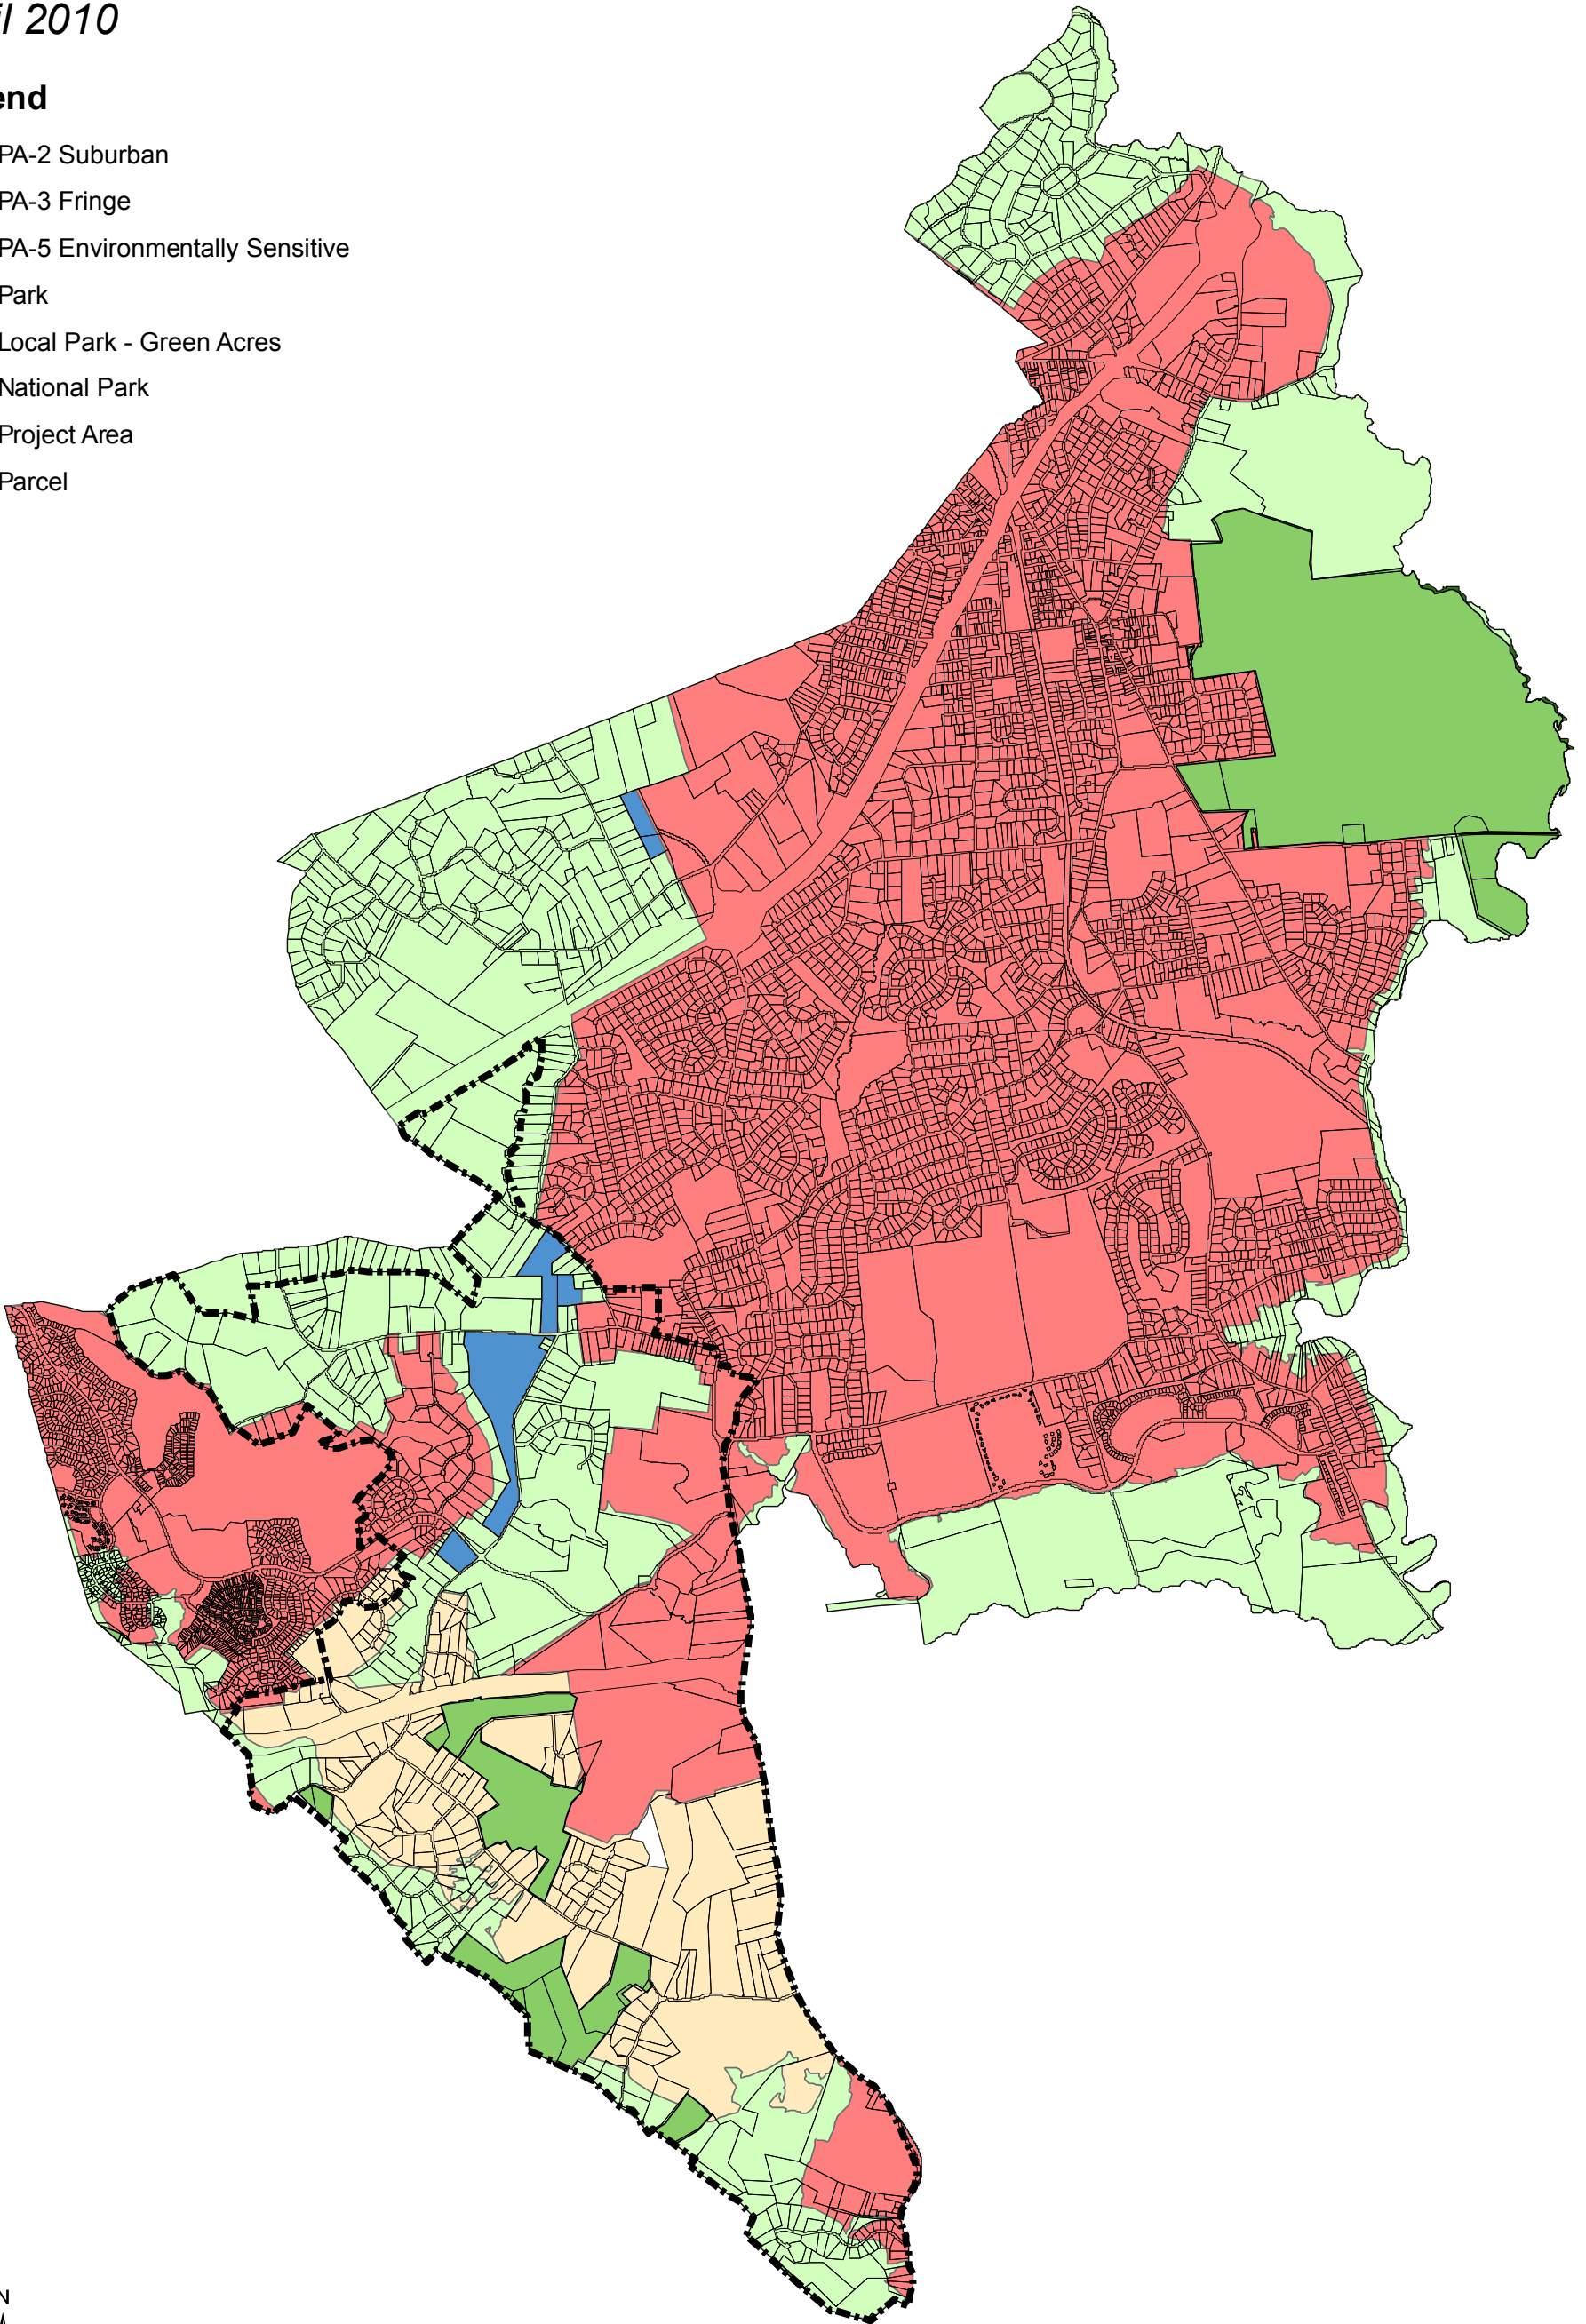 2010
PA-2 Suburban
PA-3 Fringe
PA-5 Environmentally Sensitive
Park
Local Park - Green Acres
National Park
Project Area
Parcel
N